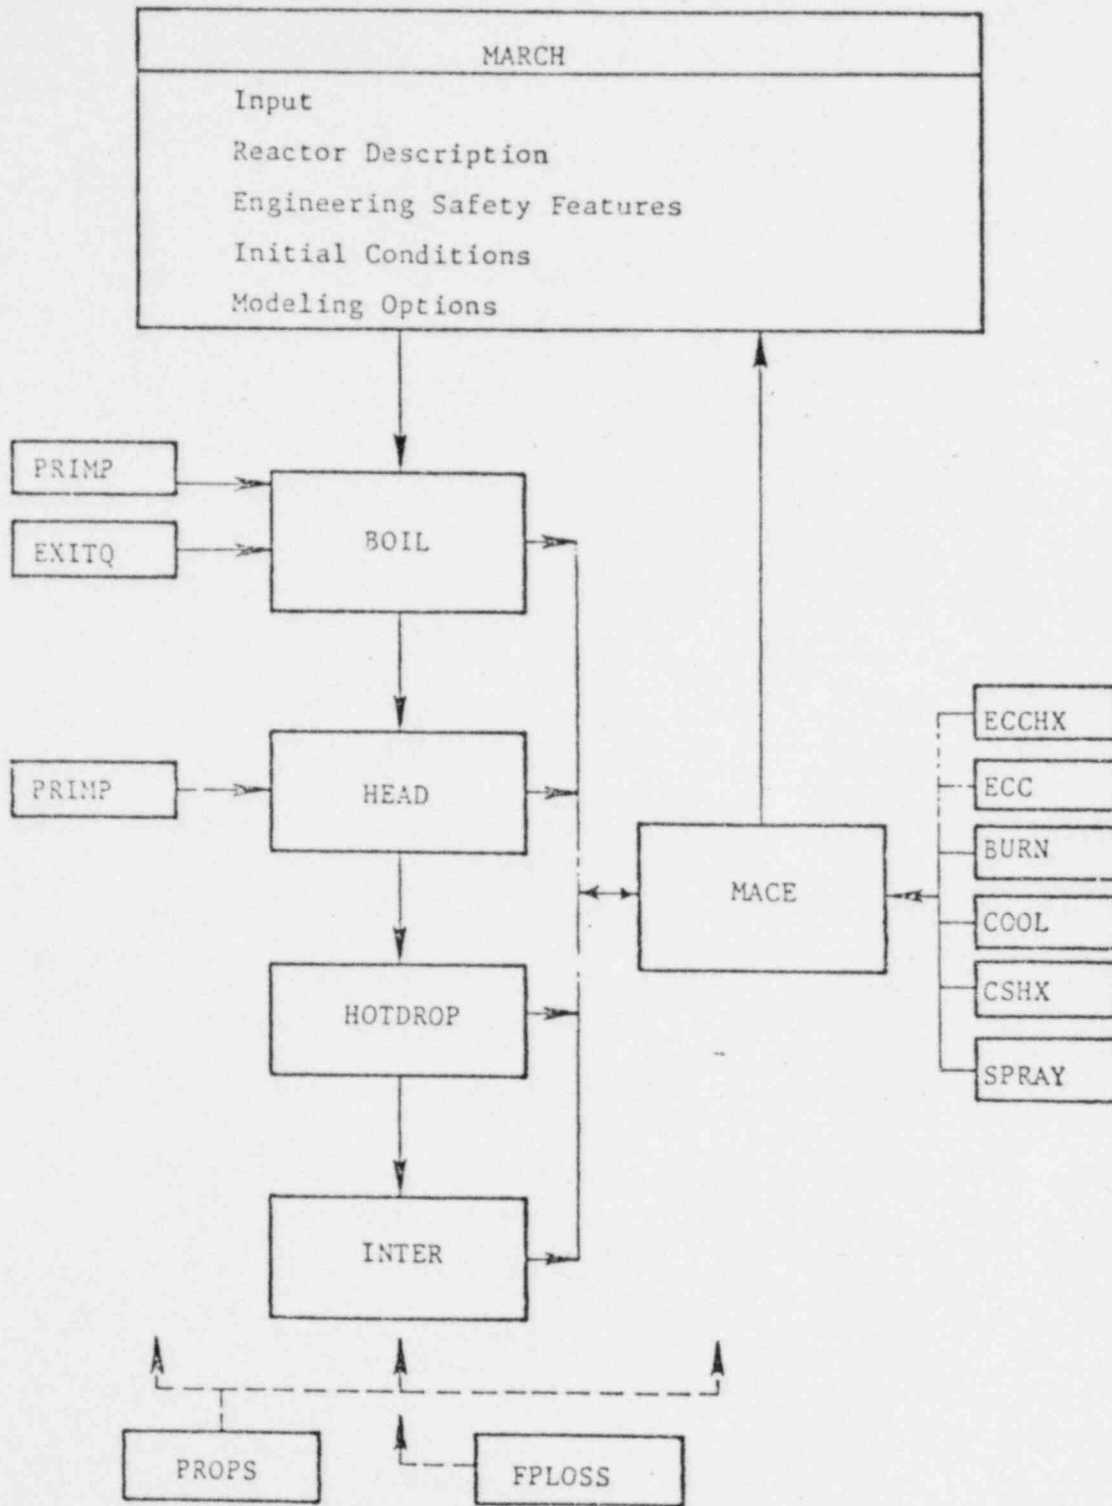 MARCH
Input
Reactor Description
Engineering Safety Features
Initial Conditions
Modeling Options
PRIMP
EXITQ
BOIL
PRIMP
HEAD
HOTDROP
INTER
MACE
ECCHX
ECC
BURN
COOL
CSHX
SPRAY
PROPS
FPLOSS